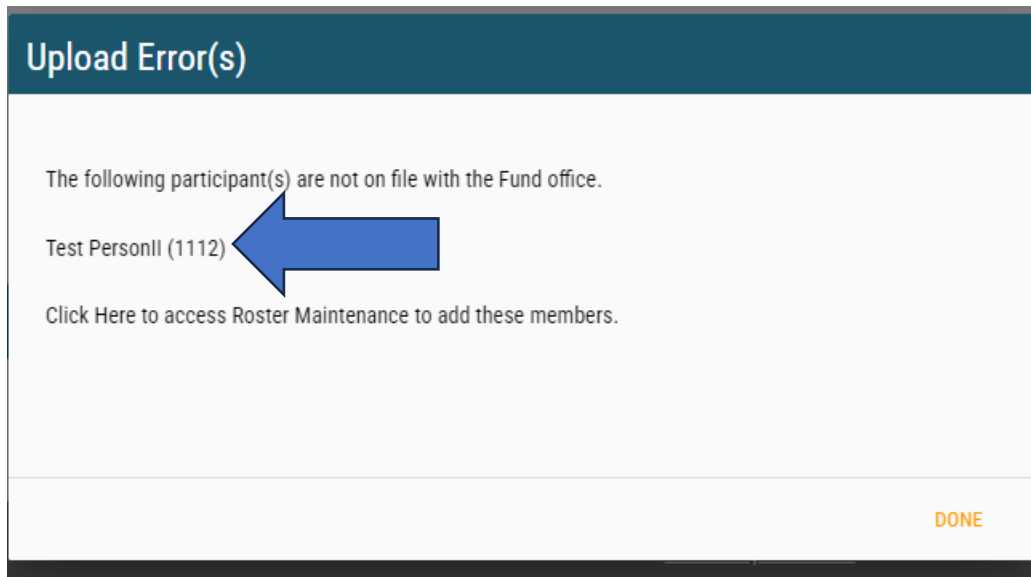 Upload Error(s)
The following participant(s) are not on file with the Fund office.
Test PersonII (1112)
Click Here to access Roster Maintenance to add these members.
DONE